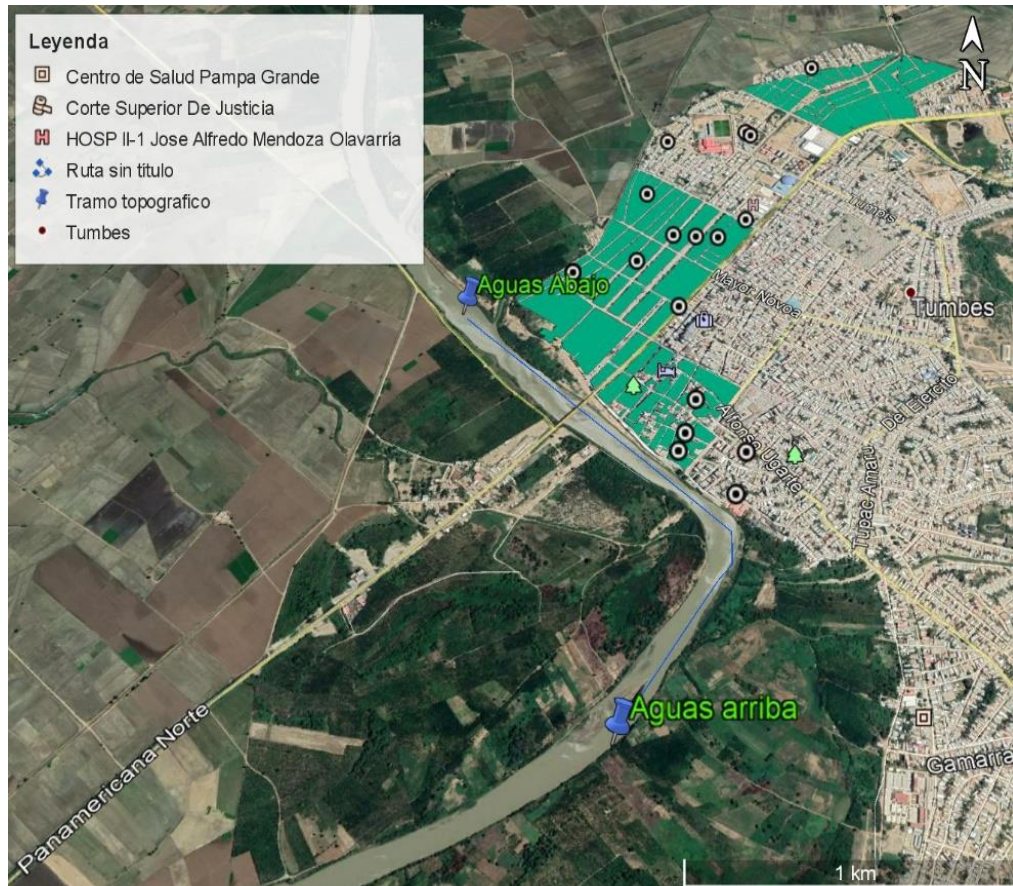 Leyenda
Centro de Salud Pampa Grande
Corte Superior De Justicia
HOSP II-1 Jose Alfredo Mendoza Olavarría
Ruta sin título
Tramo topografico
Tumbes
N
H
Tumpis
Aguas Abajo
Mayor Novoa
Tumbes
Del Ejercito
Alfonso Ugarte
Tupac Amaru
Aguas arriba
Panamericana Norte
Gamarra
1 km